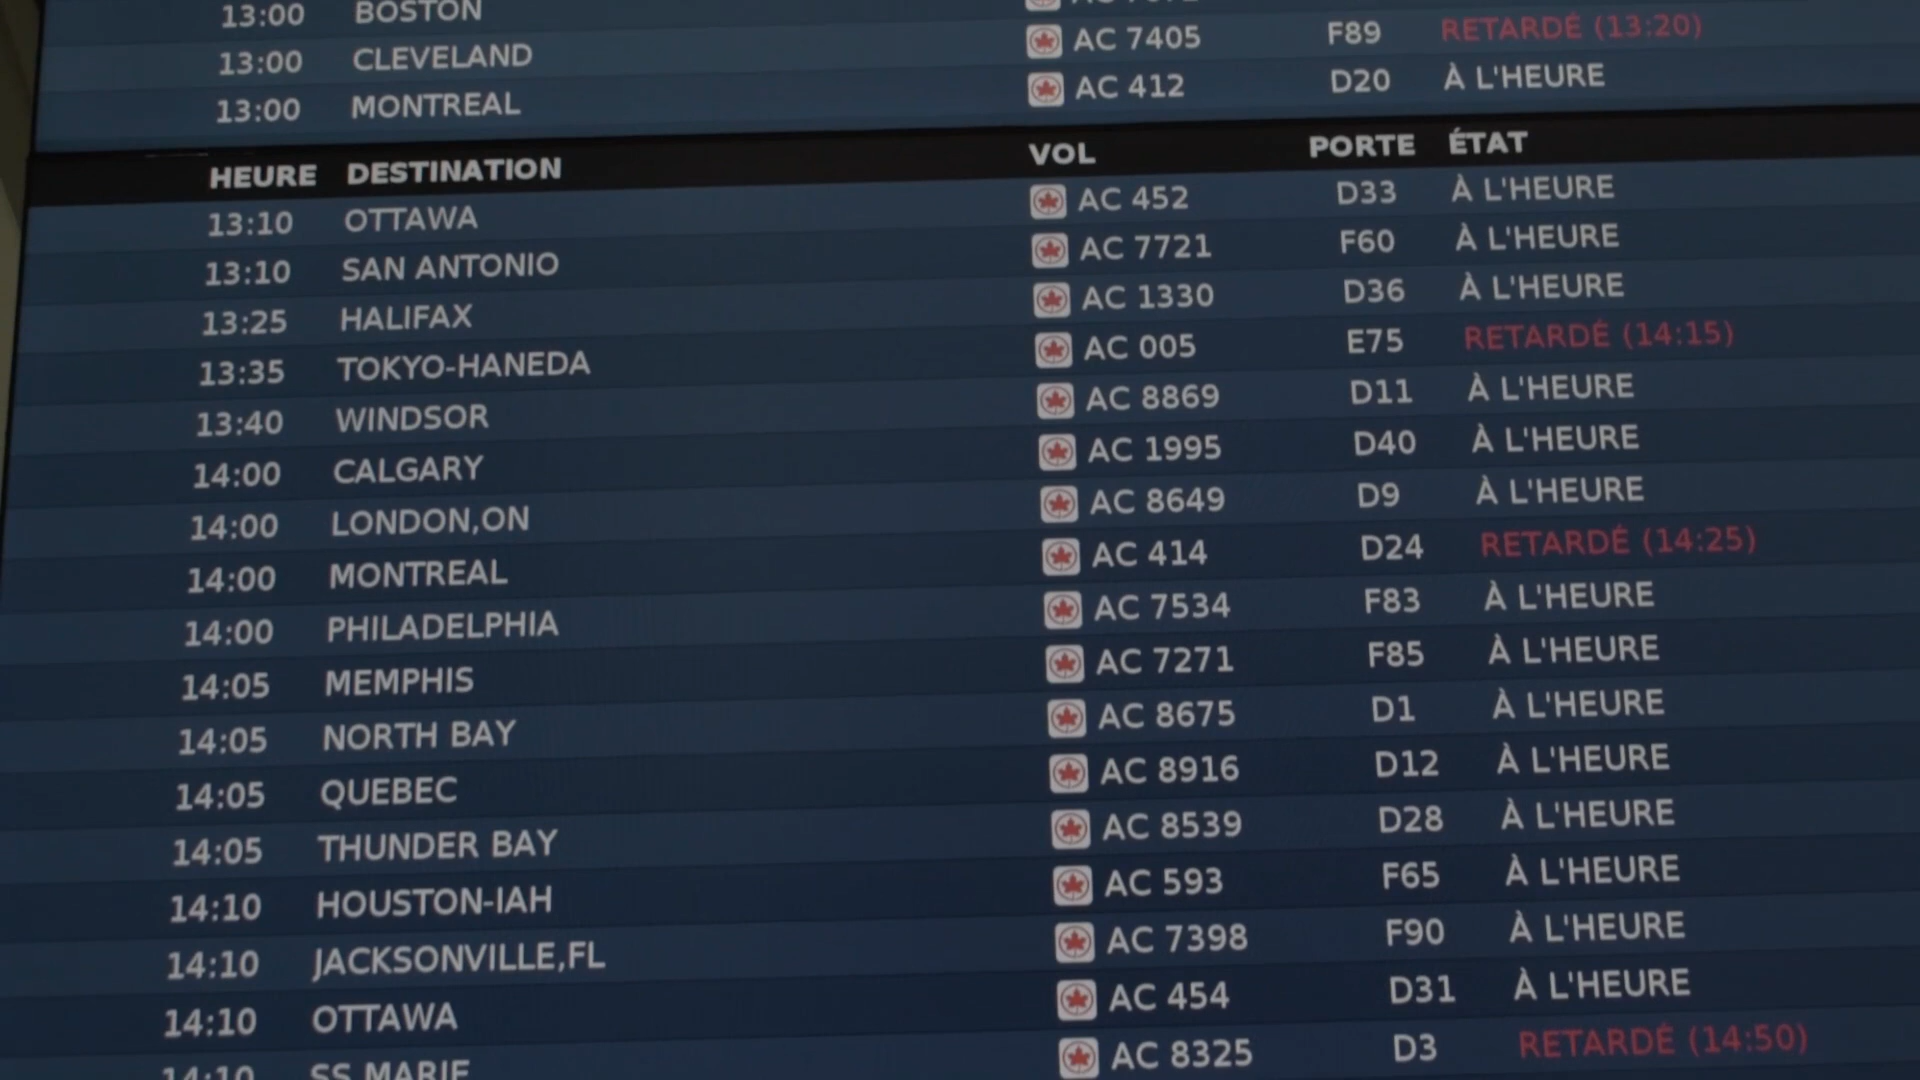 13:00 BOSTON AC
13:00 CLEVELAND AC 7405 F89 RETARDÉ (13:20)
13:00 MONTREAL AC 412 D20 À L'HEURE
HEURE DESTINATION VOL PORTE ÉTAT
13:10 OTTAWA AC 452 D33 À L'HEURE
13:10 SAN ANTONIO AC 7721 F60 À L'HEURE
13:25 HALIFAX AC 1330 D36 À L'HEURE
13:35 TOKYO-HANEDA AC 005 E75 RETARDÉ (14:15)
13:40 WINDSOR AC 8869 D11 À L'HEURE
14:00 CALGARY AC 1995 D40 À L'HEURE
14:00 LONDON,ON AC 8649 D9 À L'HEURE
14:00 MONTREAL AC 414 D24 RETARDÉ (14:25)
14:00 PHILADELPHIA AC 7534 F83 À L'HEURE
14:05 MEMPHIS AC 7271 F85 À L'HEURE
14:05 NORTH BAY AC 8675 D1 À L'HEURE
14:05 QUEBEC AC 8916 D12 À L'HEURE
14:05 THUNDER BAY AC 8539 D28 À L'HEURE
14:10 HOUSTON-IAH AC 593 F65 À L'HEURE
14:10 JACKSONVILLE,FL AC 7398 F90 À L'HEURE
14:10 OTTAWA AC 454 D31 À L'HEURE
14:10 SS MARIE AC 8325 D3 RETARDÉ (14:50)